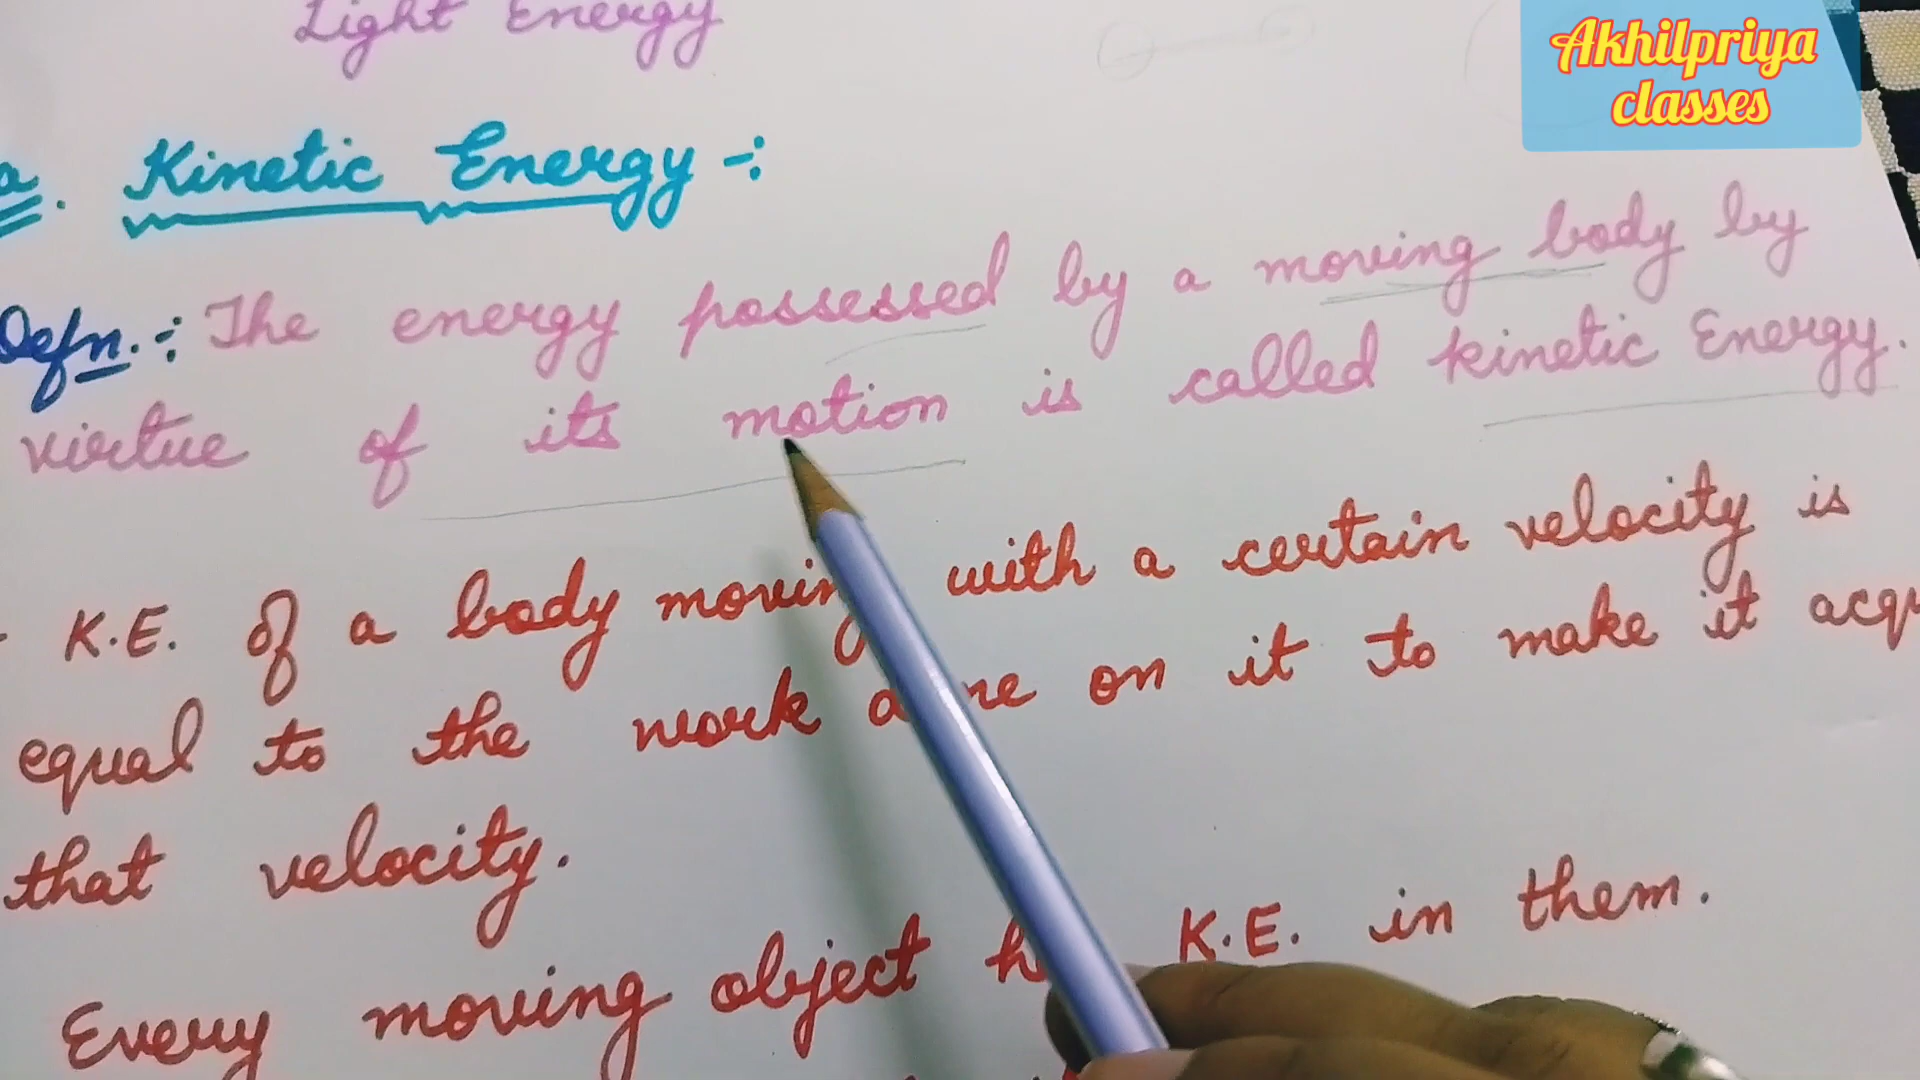 Light Energy
Akhilpriya
classes
a. Kinetic Energy -:
Defn. -: The energy possessed by a moving body by
virtue of its motion is called kinetic Energy.
K.E. of a body moving with a certain velocity is
equal to the work on it to make it
that velocity.
Every moving object K.E. in them.